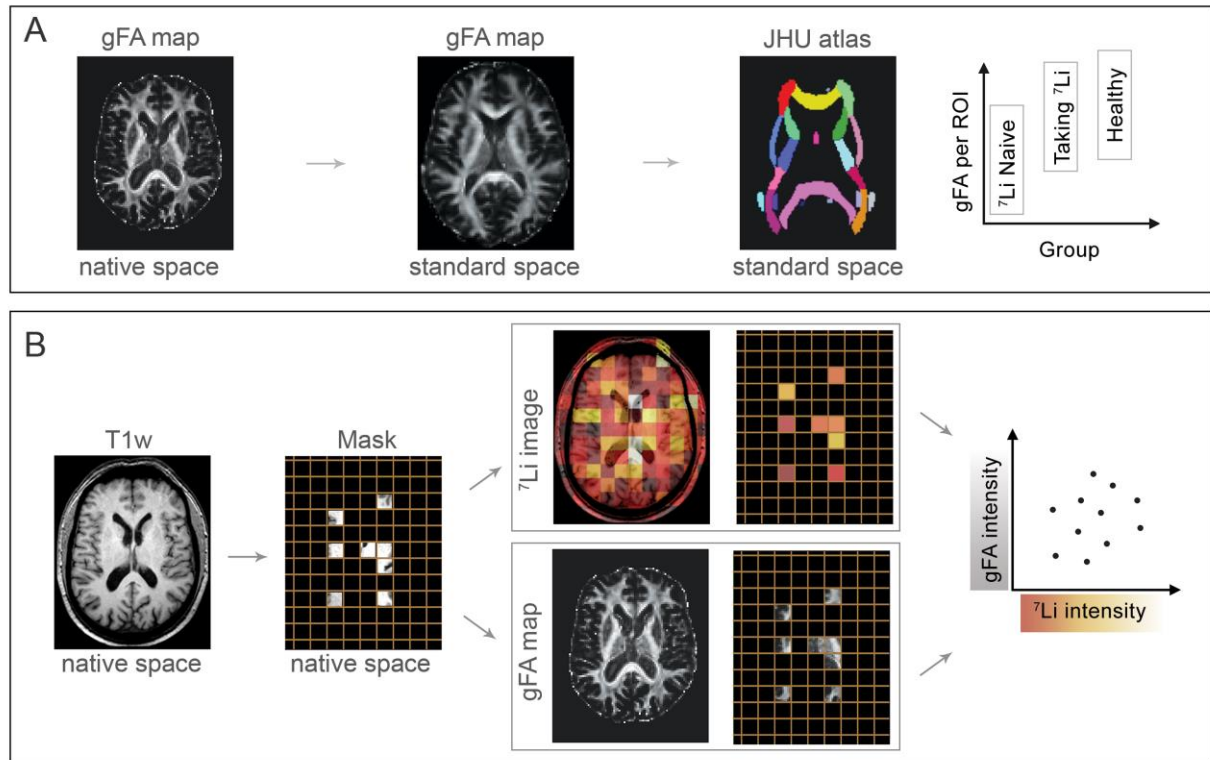 A
gFA map
native space
gFA map
standard space
JHU atlas
standard space
gFA per ROI
⁷Li Naive
Taking ⁷Li
Healthy
Group
B
T1w
native space
Mask
native space
⁷Li image
gFA map
gFA intensity
⁷Li intensity